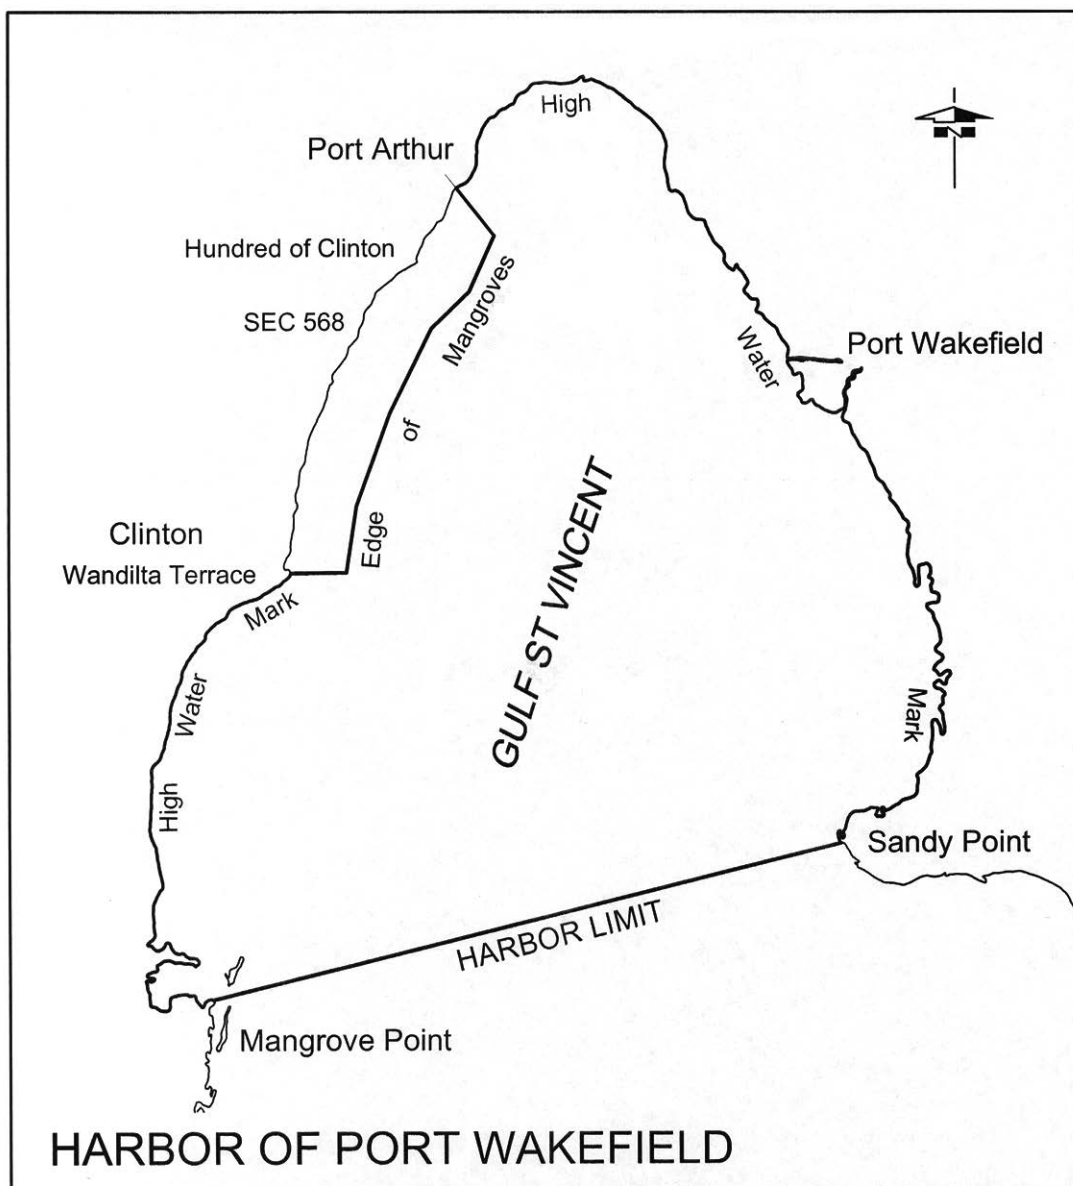 High
Port Arthur
N
Hundred of Clinton
Mangroves
SEC 568
Water
Port Wakefield
of
GULF ST VINCENT
Edge
Clinton
Wandilta Terrace
Mark
Water
Mark
High
Sandy Point
HARBOR LIMIT
Mangrove Point
HARBOR OF PORT WAKEFIELD